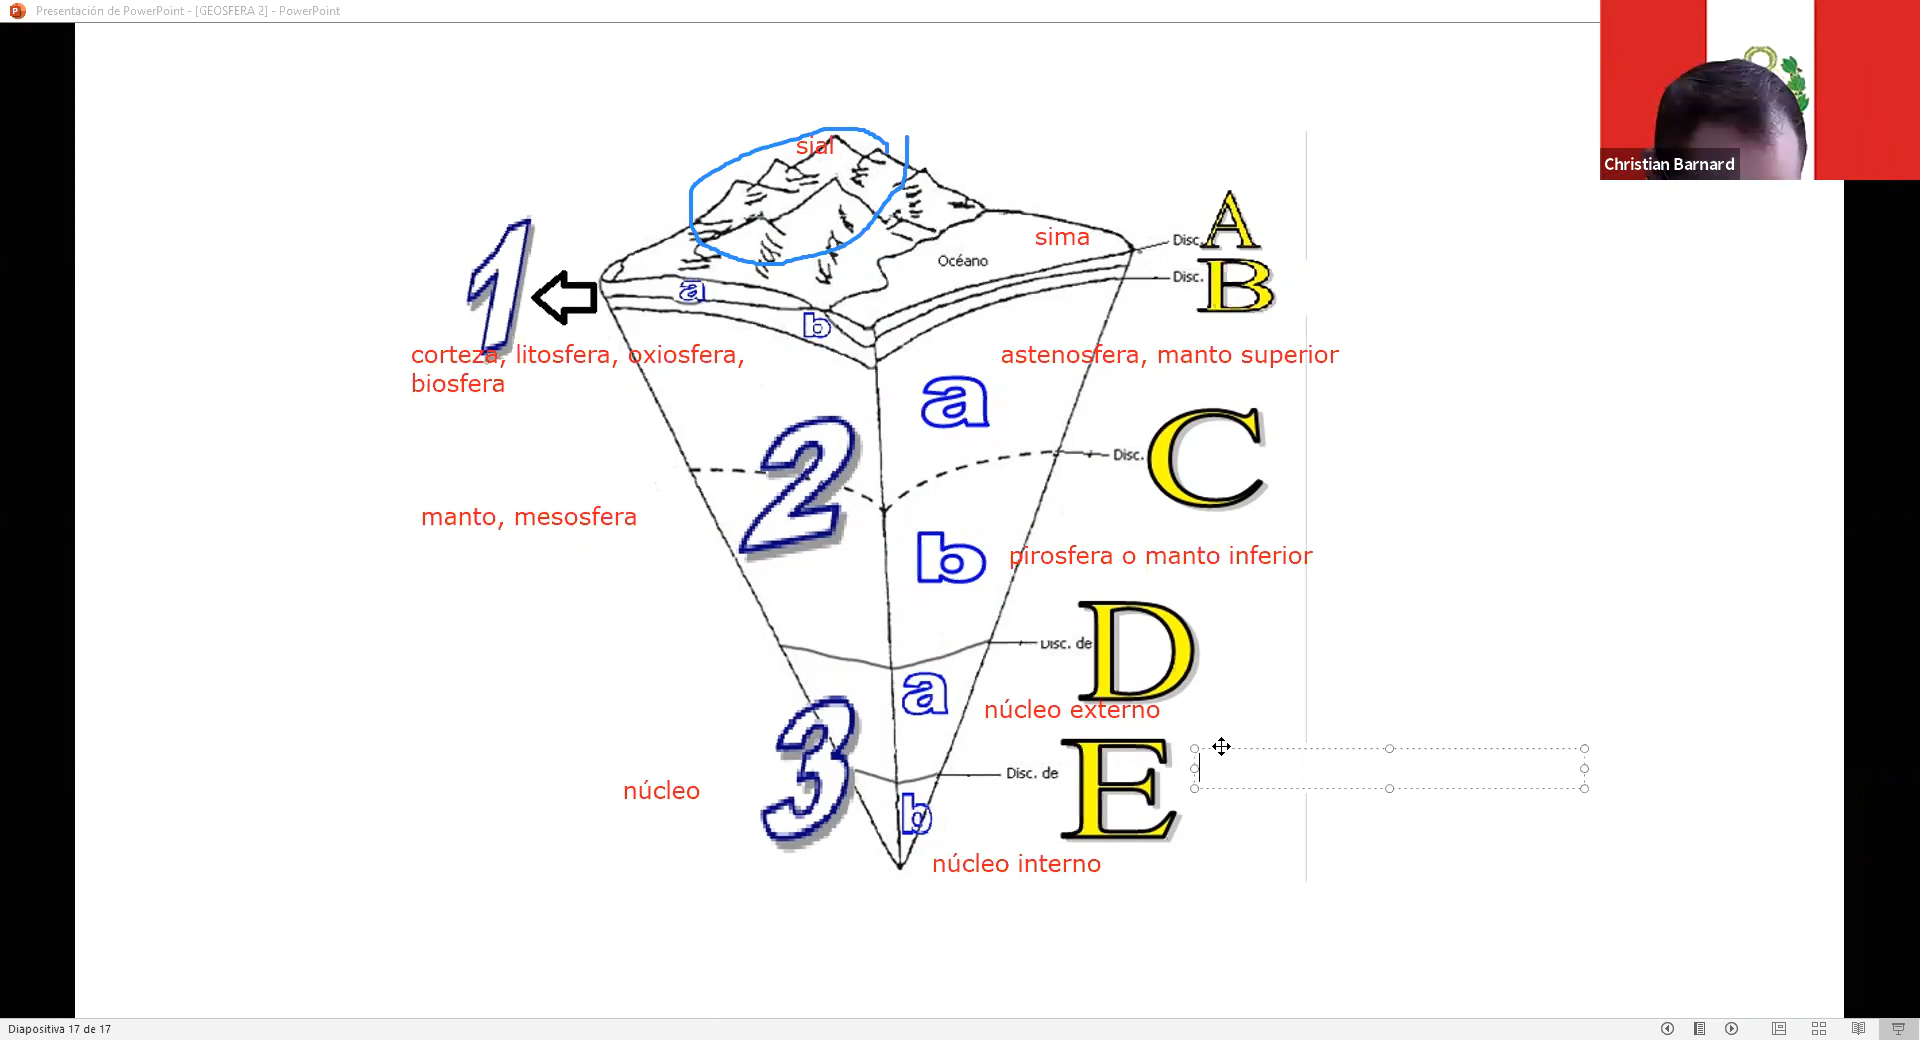 Presentación de PowerPoint - [GEOSFERA 2] - PowerPoint
Christian Barnard
sial
sima
Océano
Disc. A
Disc. B
1
a
b
corteza, litosfera, oxiosfera,
biosfera
astenosfera, manto superior
a
2
Disc. C
manto, mesosfera
b
pirosfera o manto inferior
Disc. de D
a
núcleo externo
3
Disc. de E
núcleo
b
núcleo interno
Diapositiva 17 de 17